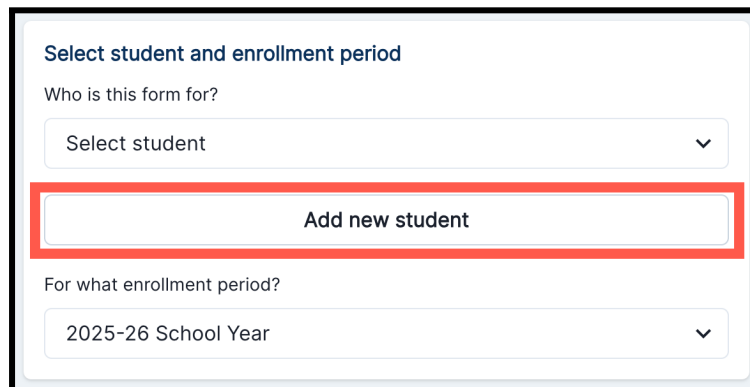 Select student and enrollment period
Who is this form for?
Select student
Add new student
For what enrollment period?
2025-26 School Year